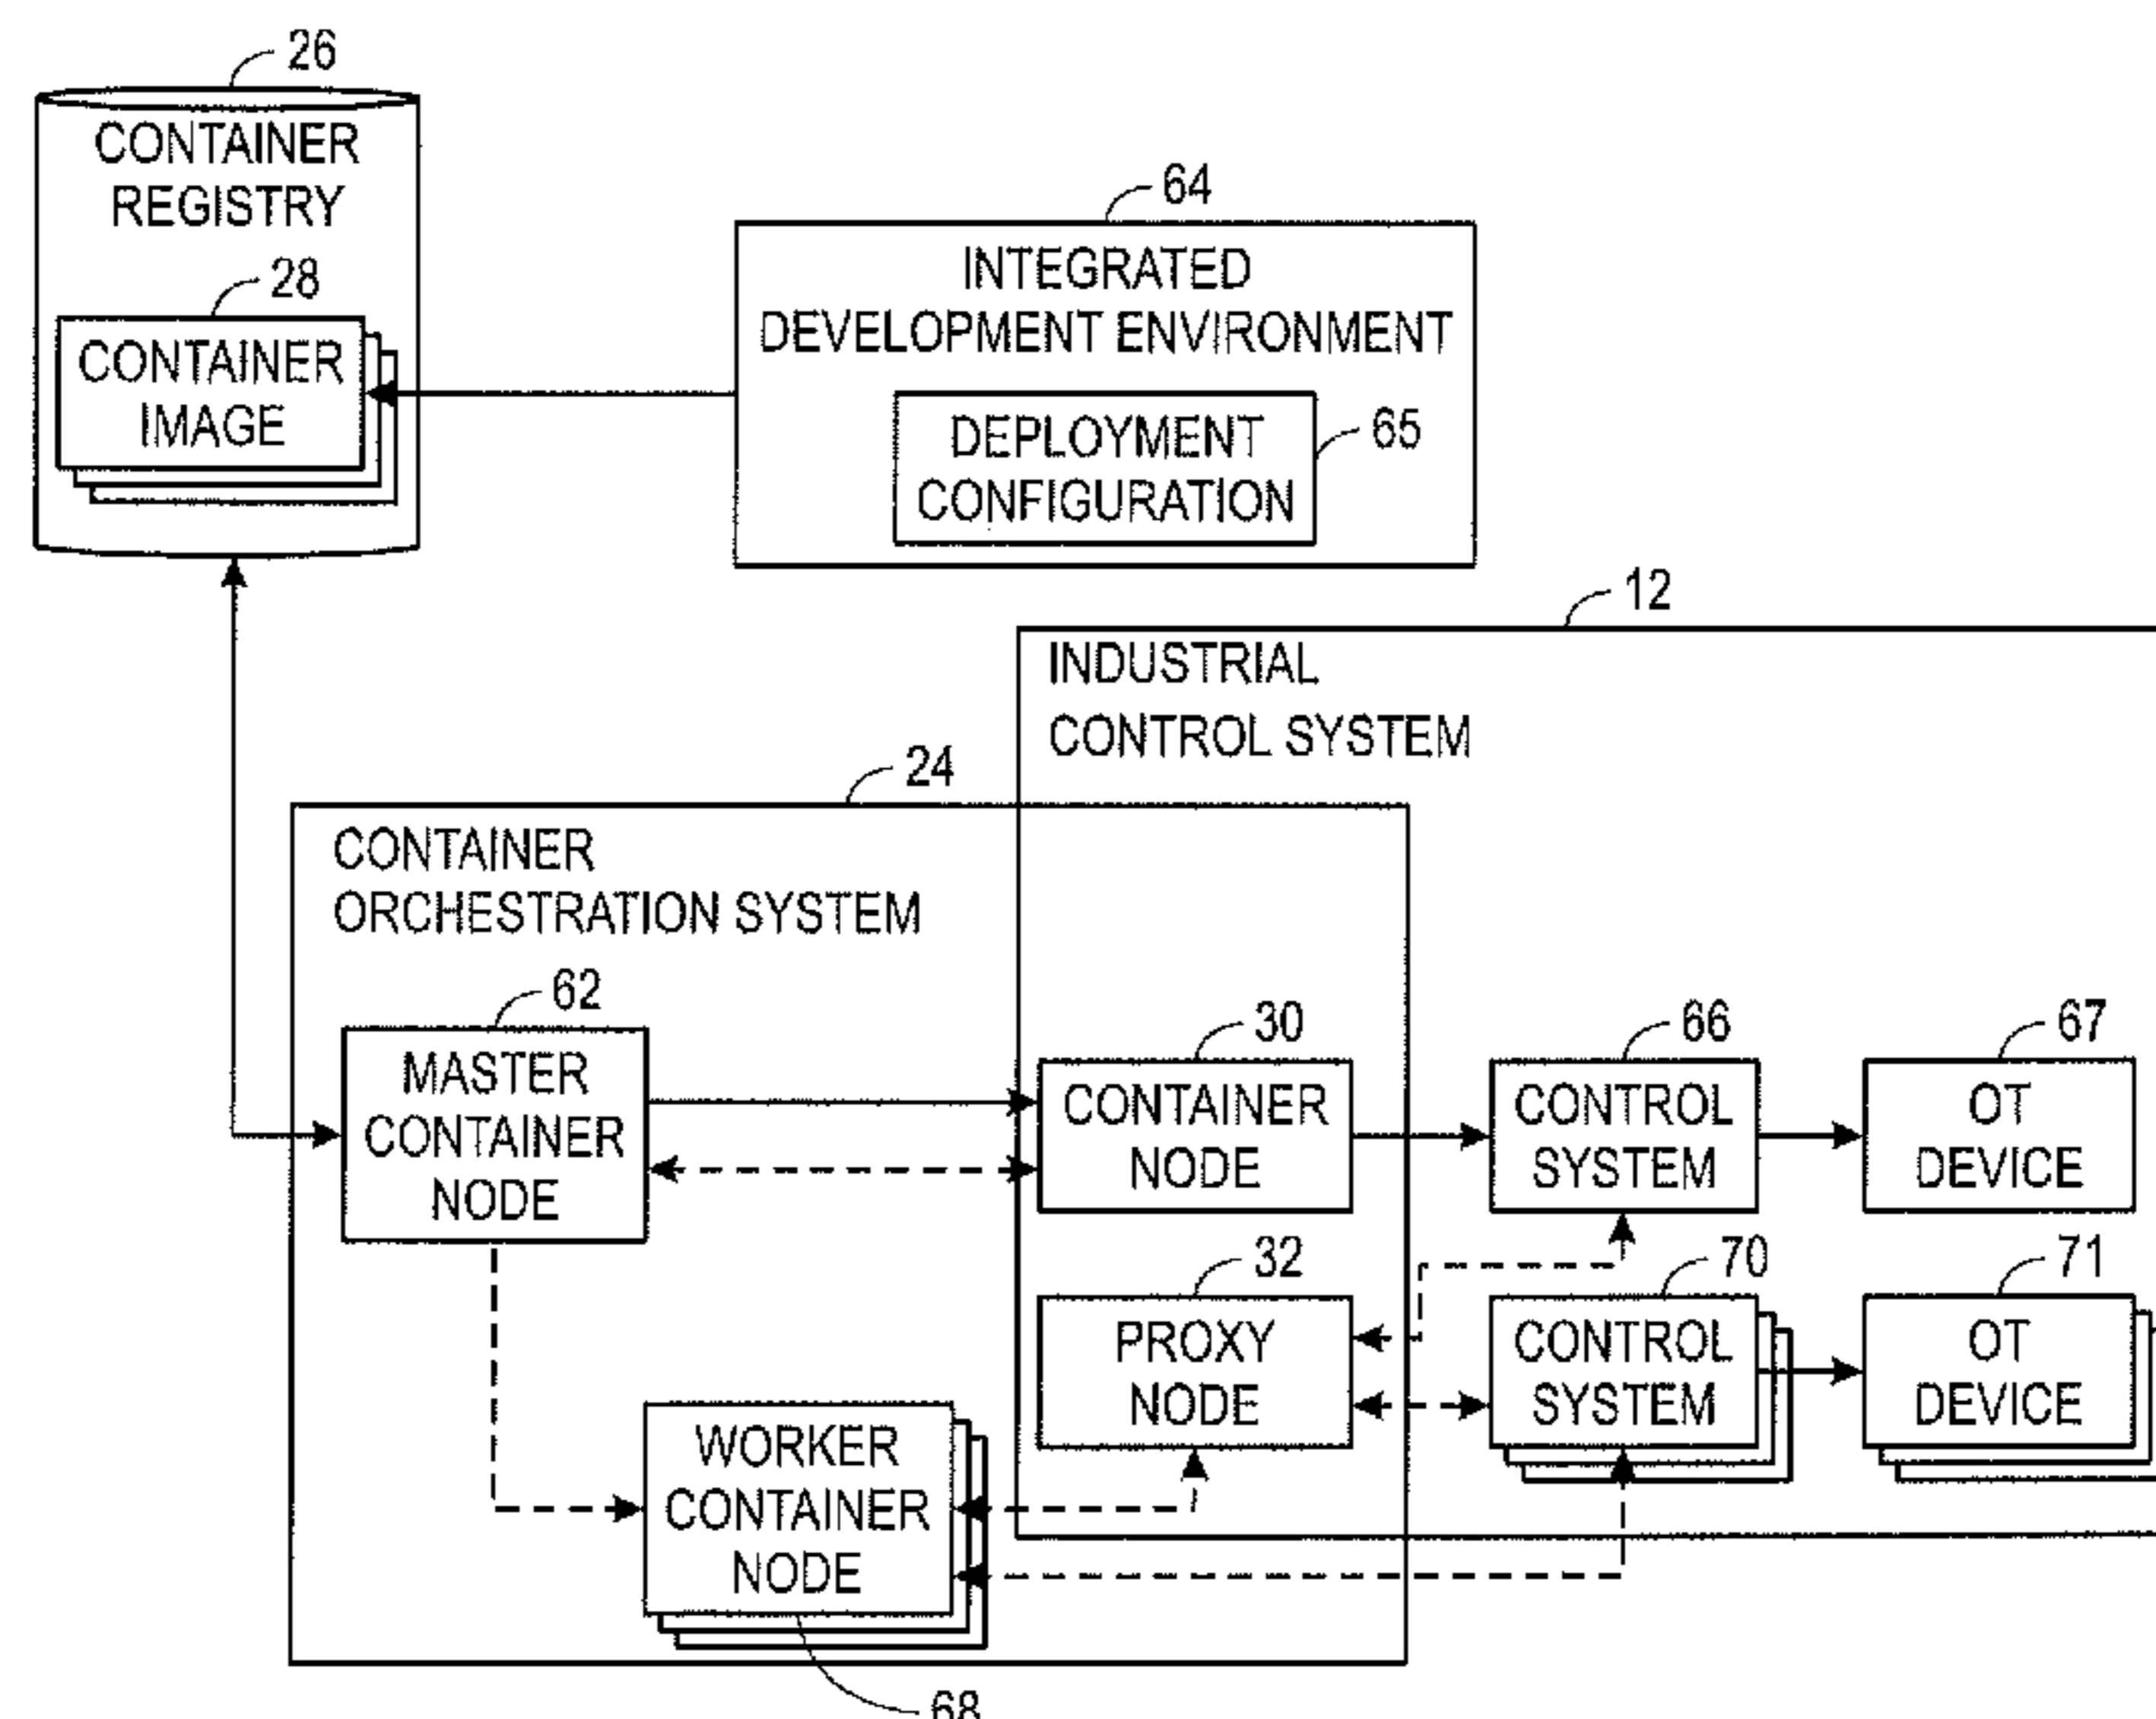 26
CONTAINER
REGISTRY
28
CONTAINER
IMAGE
64
INTEGRATED
DEVELOPMENT ENVIRONMENT
DEPLOYMENT
CONFIGURATION
65
12
INDUSTRIAL
CONTROL SYSTEM
24
CONTAINER
ORCHESTRATION SYSTEM
62
MASTER
CONTAINER
NODE
30
CONTAINER
NODE
66
CONTROL
SYSTEM
67
OT
DEVICE
32
PROXY
NODE
70
CONTROL
SYSTEM
71
OT
DEVICE
WORKER
CONTAINER
NODE
68